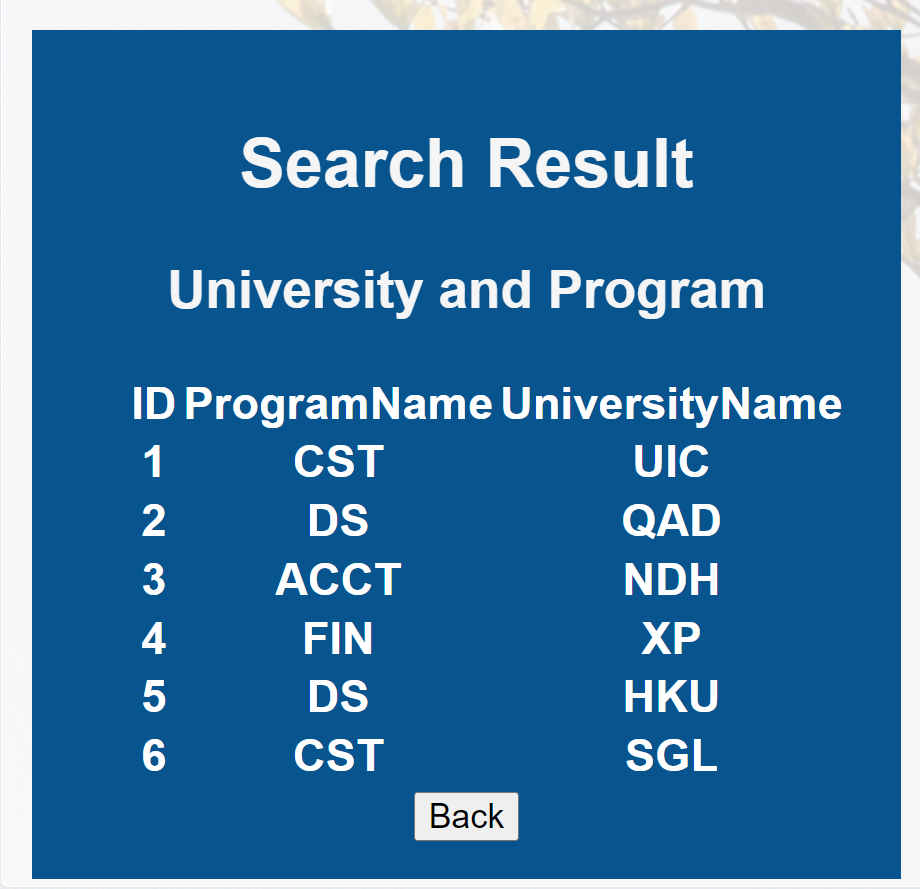 Search Result
University and Program
ID ProgramName UniversityName
1 CST UIC
2 DS QAD
3 ACCT NDH
4 FIN XP
5 DS HKU
6 CST SGL
Back